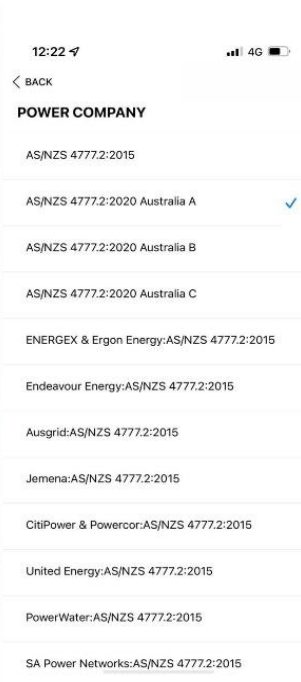 12:22 4G
BACK
POWER COMPANY
AS/NZS 4777.2:2015
AS/NZS 4777.2:2020 Australia A
AS/NZS 4777.2:2020 Australia B
AS/NZS 4777.2:2020 Australia C
ENERGEX & Ergon Energy:AS/NZS 4777.2:2015
Endeavour Energy:AS/NZS 4777.2:2015
Ausgrid:AS/NZS 4777.2:2015
Jemena:AS/NZS 4777.2:2015
CitiPower & Powercor:AS/NZS 4777.2:2015
United Energy:AS/NZS 4777.2:2015
PowerWater:AS/NZS 4777.2:2015
SA Power Networks:AS/NZS 4777.2:2015